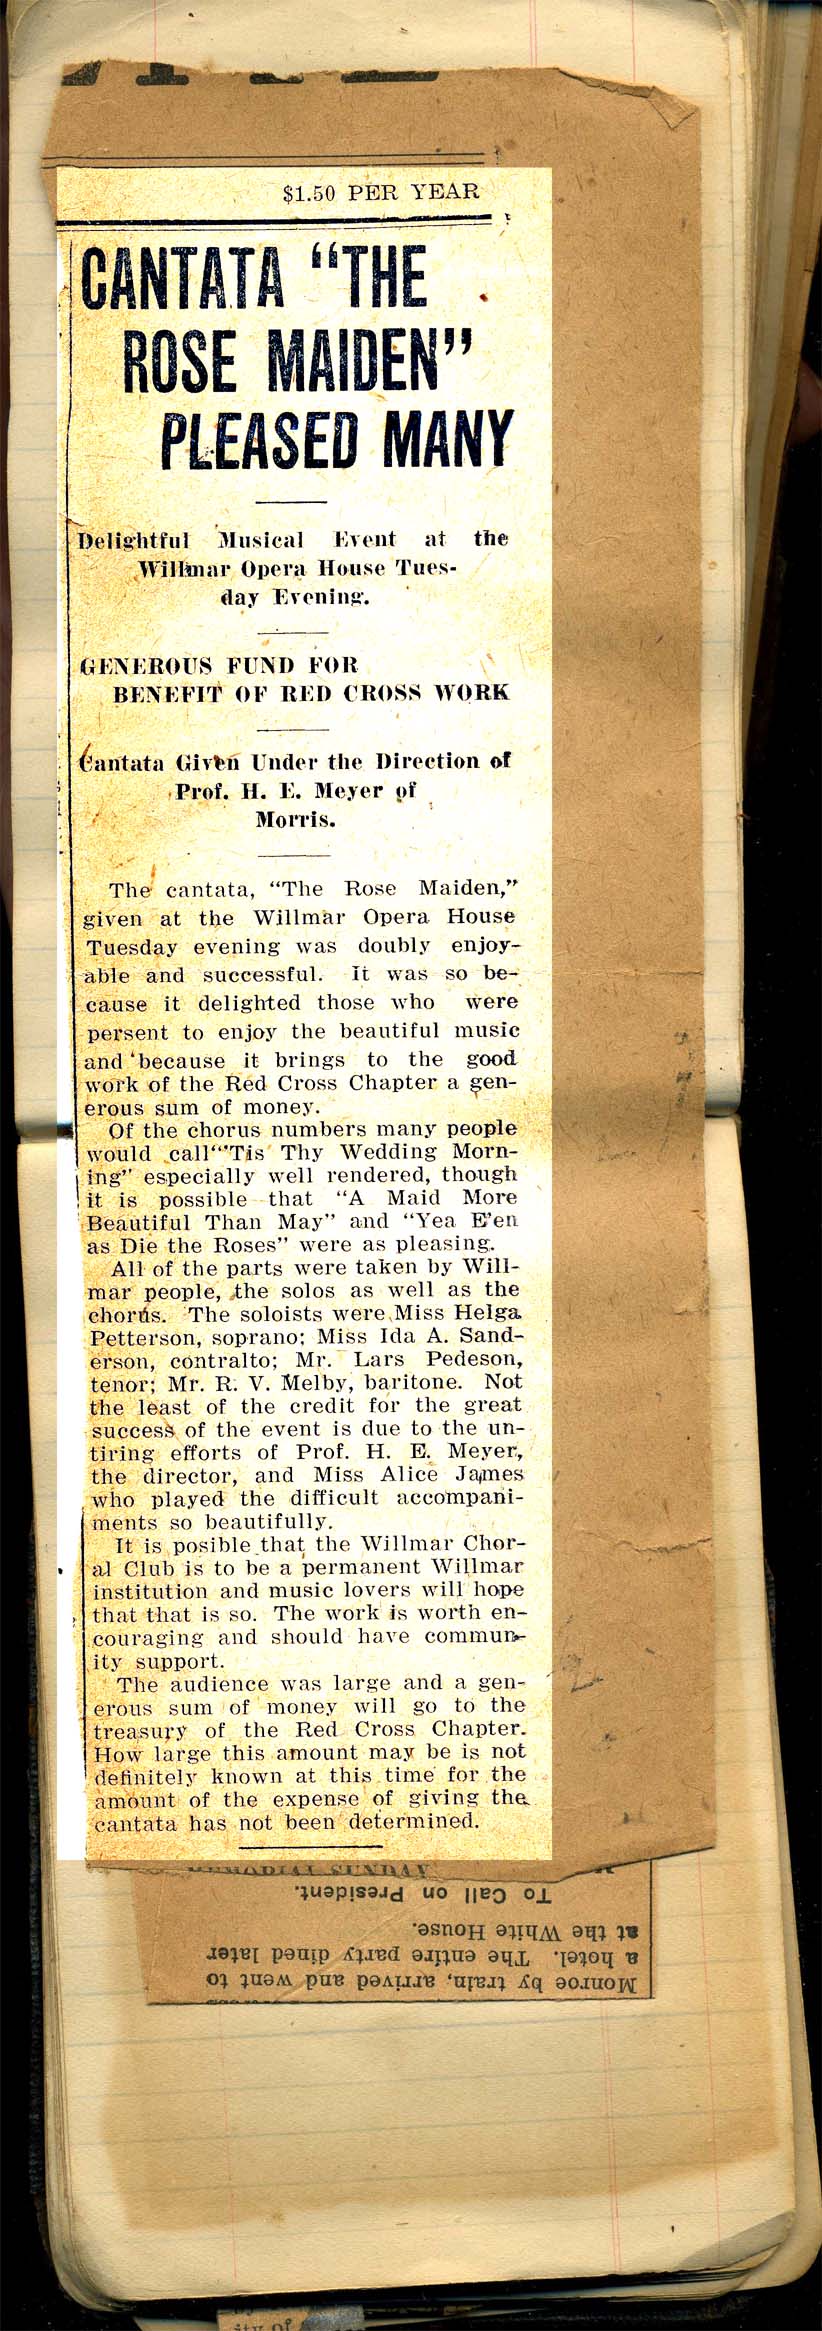 $1.50 PER YEAR
CANTATA "THE
ROSE MAIDEN"
PLEASED MANY
Delightful Musical Event at the
Willmar Opera House Tues-
day Evening.
GENEROUS FUND FOR
BENEFIT OF RED CROSS WORK
Cantata Given Under the Direction of
Prof. H. E. Meyer of
Morris.
The cantata, "The Rose Maiden,"
given at the Willmar Opera House
Tuesday evening was doubly enjoy-
able and successful. It was so be-
cause it delighted those who were
persent to enjoy the beautiful music
and because it brings to the good
work of the Red Cross Chapter a gen-
erous sum of money.
Of the chorus numbers many people
would call "'Tis Thy Wedding Morn-
ing" especially well rendered, though
it is possible that "A Maid More
Beautiful Than May" and "Yea E'en
as Die the Roses" were as pleasing.
All of the parts were taken by Will-
mar people, the solos as well as the
chorus. The soloists were Miss Helga
Petterson, soprano; Miss Ida A. Sand-
erson, contralto; Mr. Lars Pedeson,
tenor; Mr. R. V. Melby, baritone. Not
the least of the credit for the great
success of the event is due to the un-
tiring efforts of Prof. H. E. Meyer,
the director, and Miss Alice James
who played the difficult accompani-
ments so beautifully.
It is posible that the Willmar Chor-
al Club is to be a permanent Willmar
institution and music lovers will hope
that that is so. The work is worth en-
couraging and should have commun-
ity support.
The audience was large and a gen-
erous sum of money will go to the
treasury of the Red Cross Chapter.
How large this amount may be is not
definitely known at this time for the
amount of the expense of giving the
cantata has not been determined.
Monroe by train, arrived and went to
a hotel. The entire party dined later
at the White House.
To Call on President.
ity of